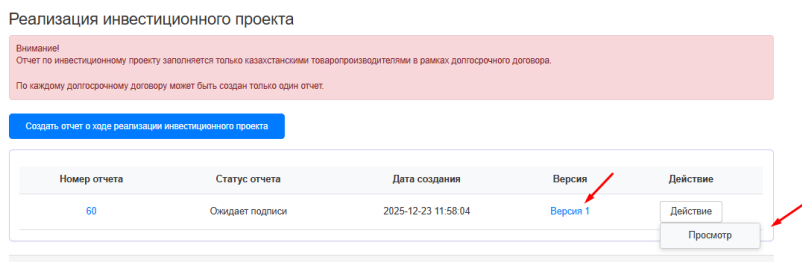 Реализация инвестиционного проекта
Внимание!
Отчет по инвестиционному проекту заполняется только казахстанскими товаропроизводителями в рамках долгосрочного договора.
По каждому долгосрочному договору может быть создан только один отчет.
Создать отчет о ходе реализации инвестиционного проекта
Номер отчета Статус отчета Дата создания Версия Действие
60 Ожидает подписи 2025-12-23 11:58:04 Версия 1 Действие
Просмотр